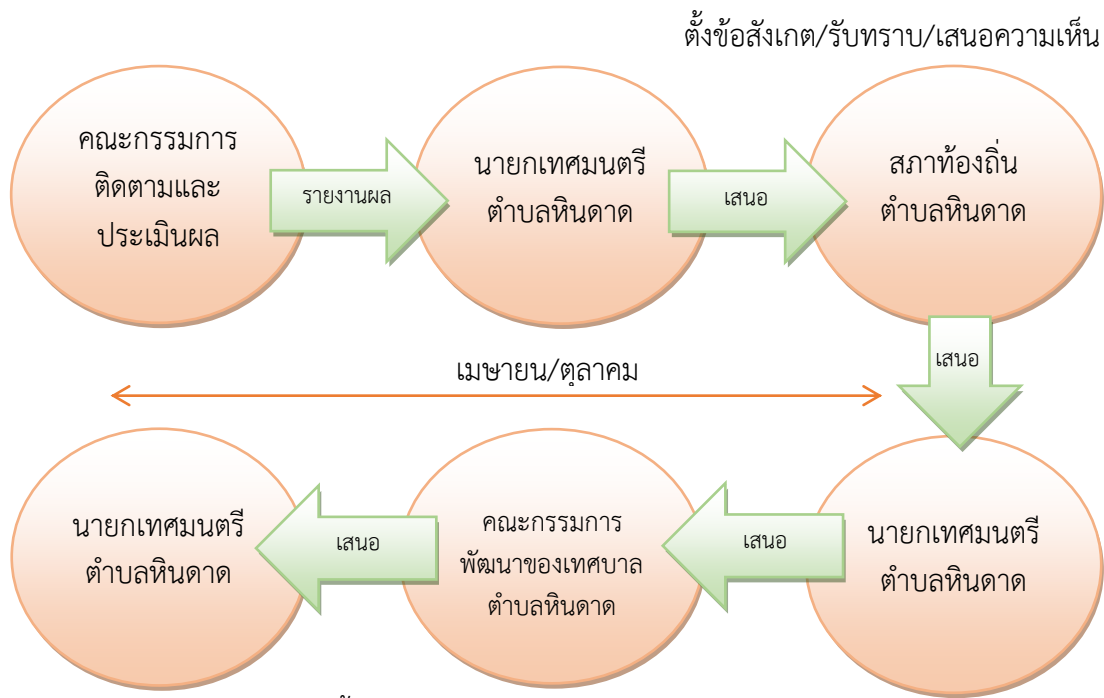 ตั้งข้อสังเกต/รับทราบ/เสนอความเห็น
คณะกรรมการ
ติดตามและ
ประเมินผล
รายงานผล
นายกเทศมนตรี
ตำบลหินดาด
เสนอ
สภาท้องถิ่น
ตำบลหินดาด
เสนอ
เมษายน/ตุลาคม
นายกเทศมนตรี
ตำบลหินดาด
เสนอ
คณะกรรมการ
พัฒนาของเทศบาล
ตำบลหินดาด
เสนอ
นายกเทศมนตรี
ตำบลหินดาด